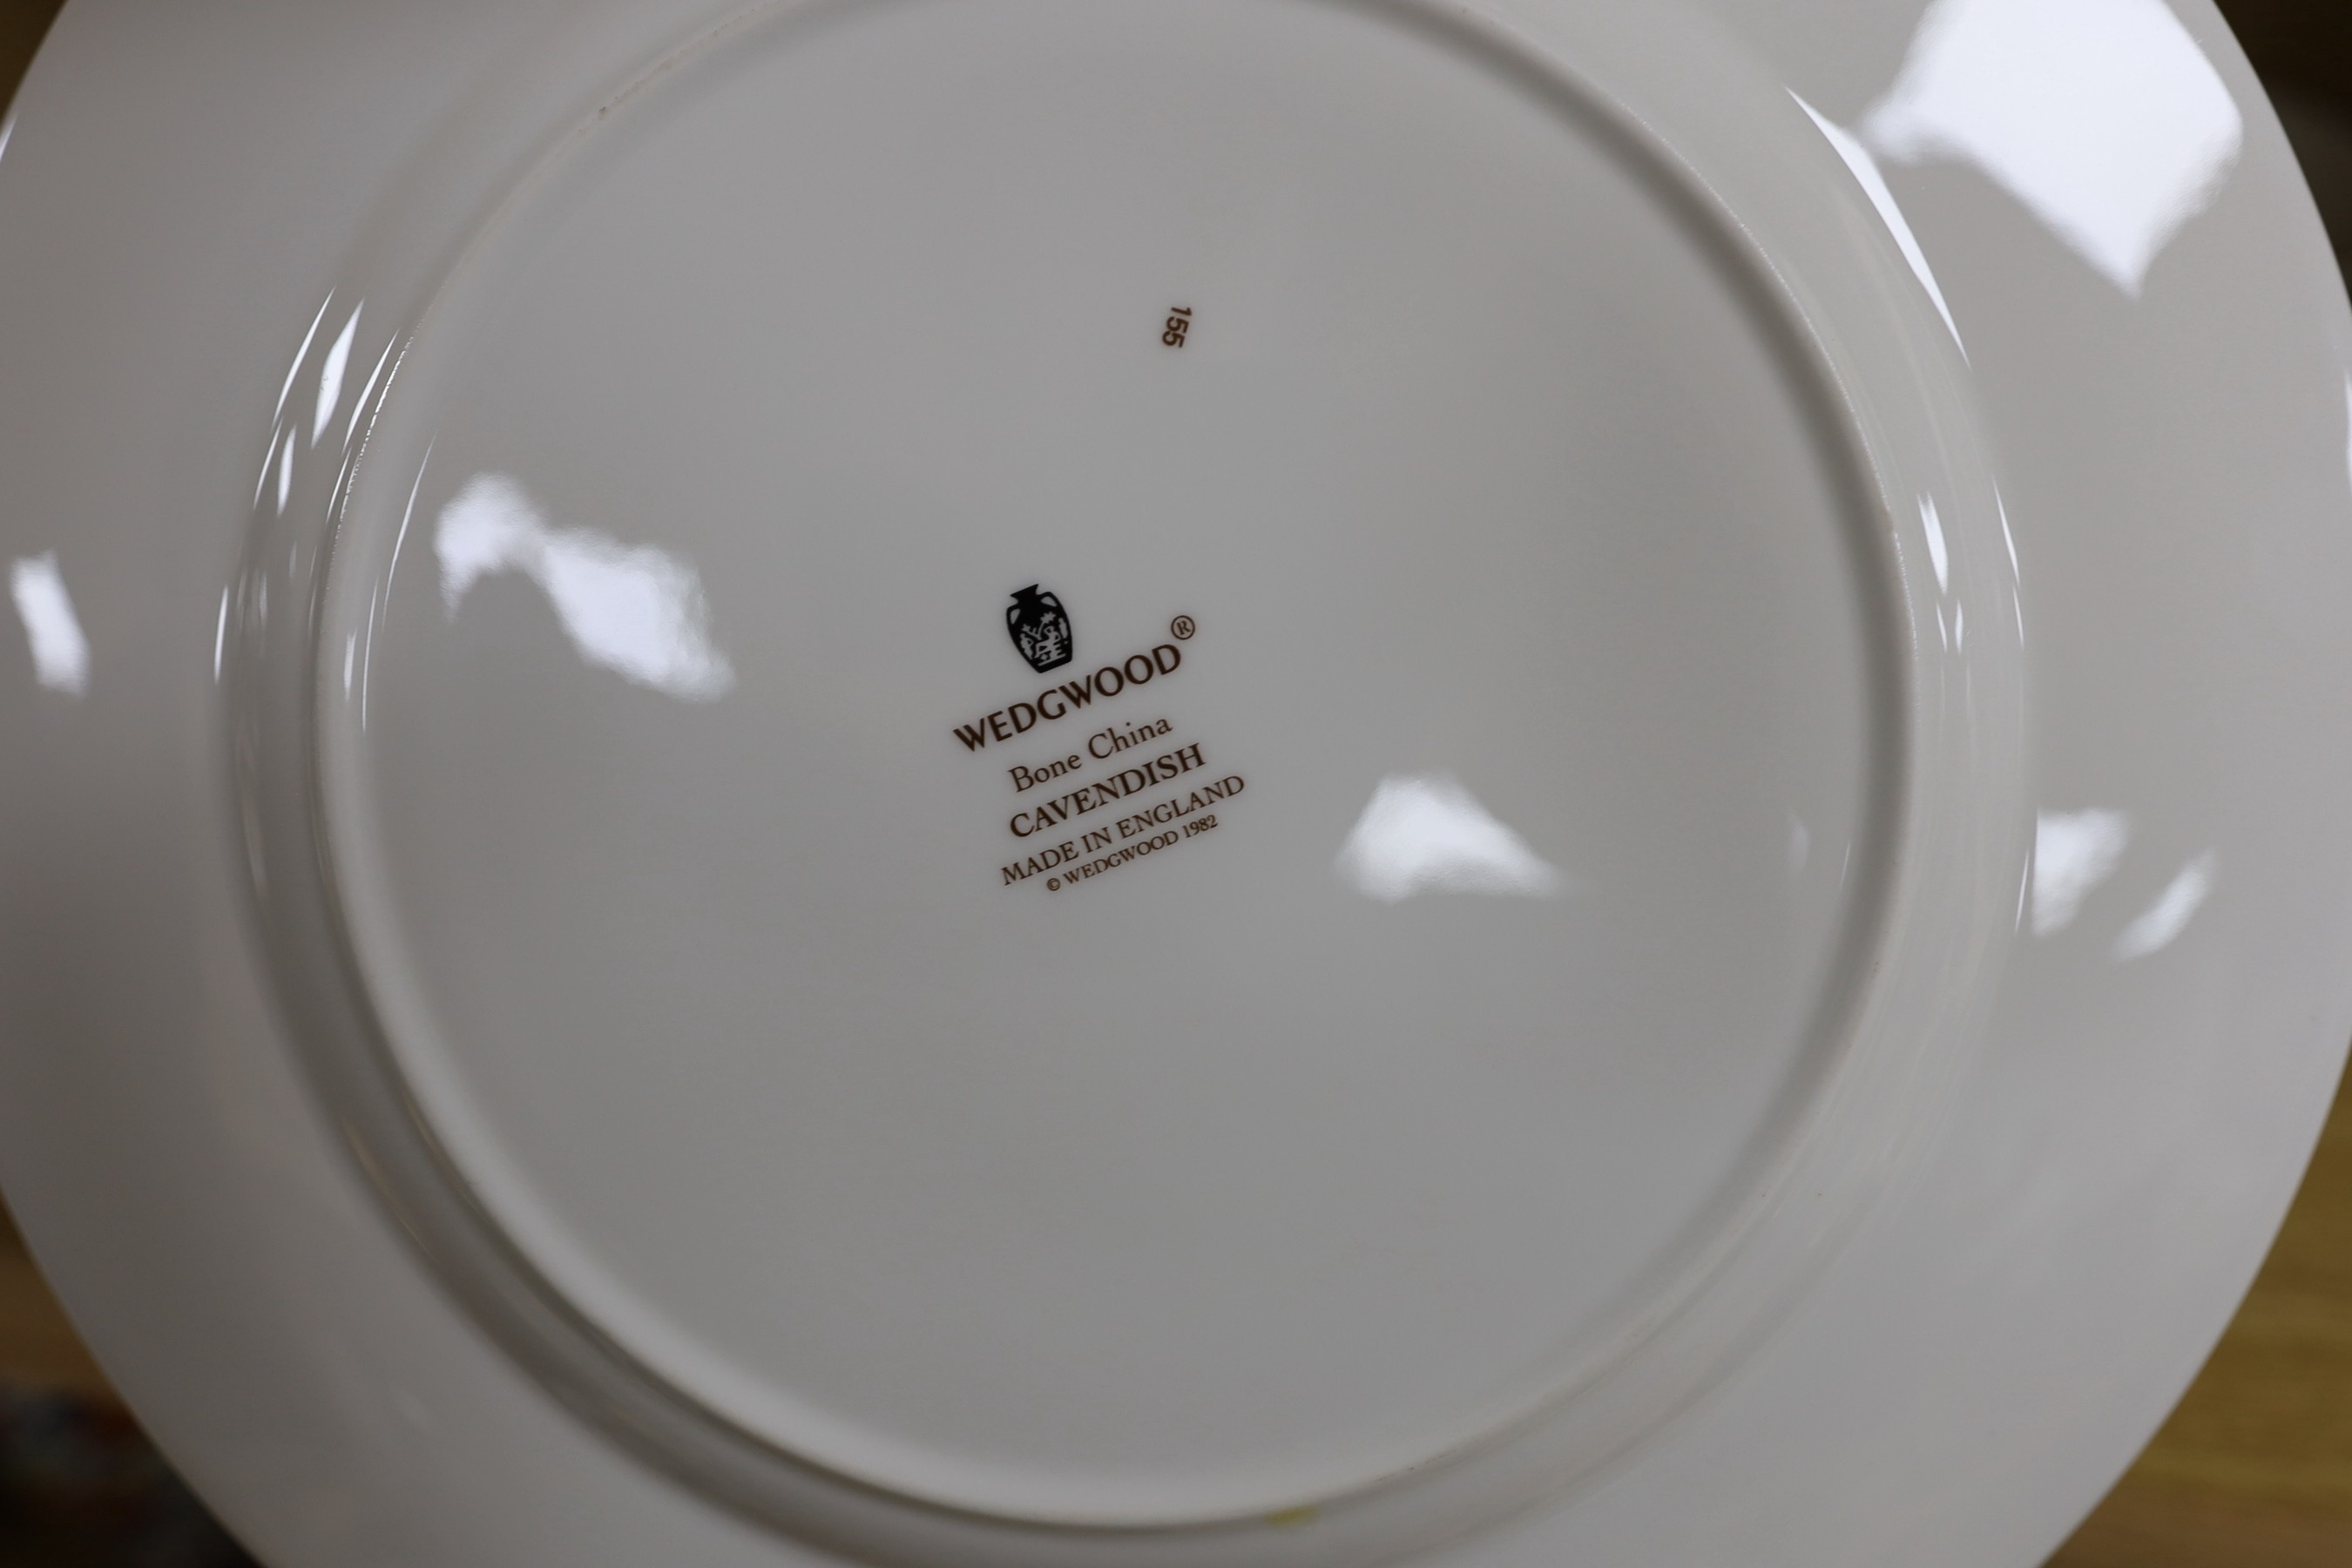 155
WEDGWOOD®
Bone China
CAVENDISH
MADE IN ENGLAND
© WEDGWOOD 1982